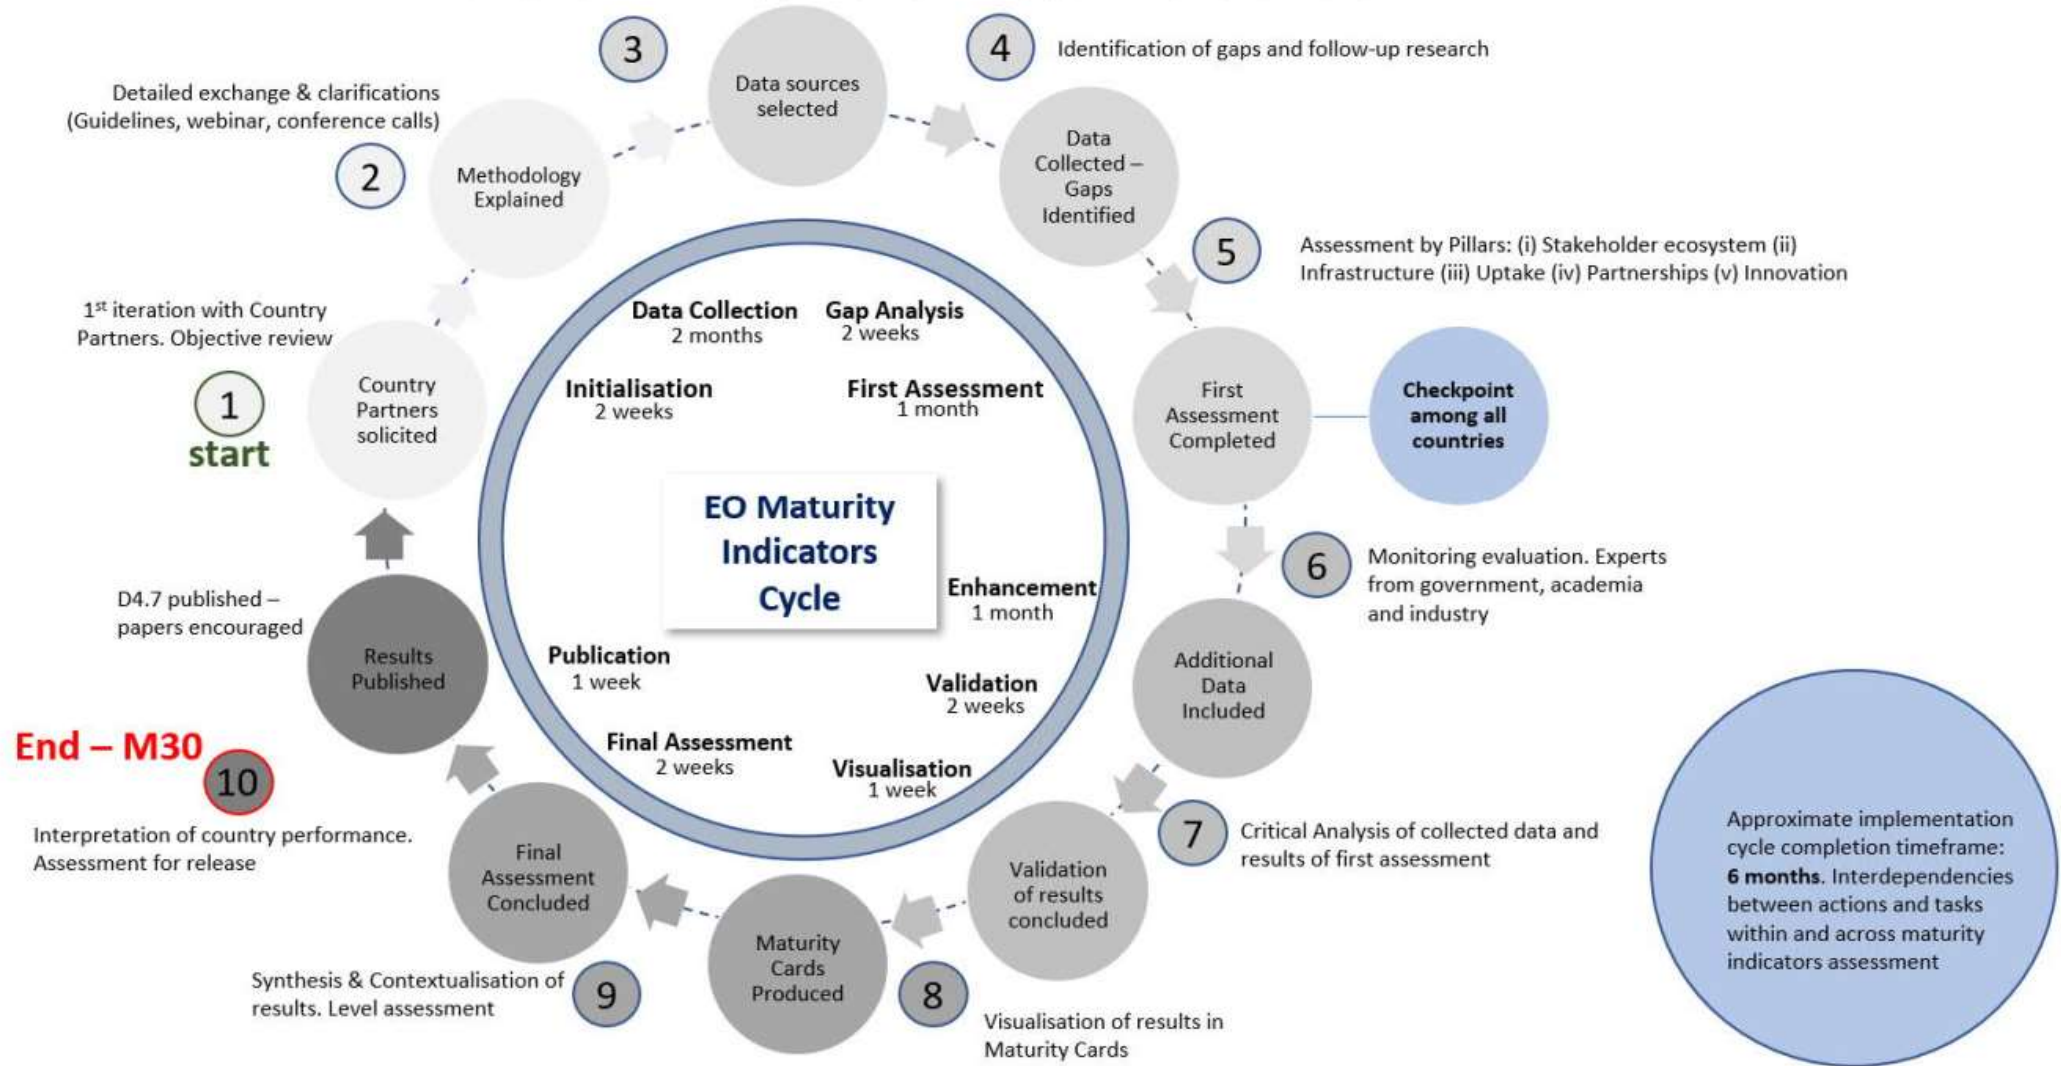 3
Data sources
selected
4
Identification of gaps and follow-up research
Detailed exchange & clarifications
(Guidelines, webinar, conference calls)
2
Methodology
Explained
Data
Collected –
Gaps
Identified
5
Assessment by Pillars: (i) Stakeholder ecosystem (ii)
Infrastructure (iii) Uptake (iv) Partnerships (v) Innovation
1st iteration with Country
Partners. Objective review
1
start
Country
Partners
solicited
Data Collection
2 months
Gap Analysis
2 weeks
Initialisation
2 weeks
First Assessment
1 month
First
Assessment
Completed
Checkpoint
among all
countries
EO Maturity
Indicators
Cycle
Enhancement
1 month
6
Monitoring evaluation. Experts
from government, academia
and industry
D4.7 published –
papers encouraged
Results
Published
Publication
1 week
Validation
2 weeks
Additional
Data
Included
Final Assessment
2 weeks
Visualisation
1 week
End – M30
10
Interpretation of country performance.
Assessment for release
Final
Assessment
Concluded
Validation
of results
concluded
7
Critical Analysis of collected data and
results of first assessment
Synthesis & Contextualisation of
results. Level assessment
9
Maturity
Cards
Produced
8
Visualisation of results in
Maturity Cards
Approximate implementation
cycle completion timeframe:
6 months. Interdependencies
between actions and tasks
within and across maturity
indicators assessment